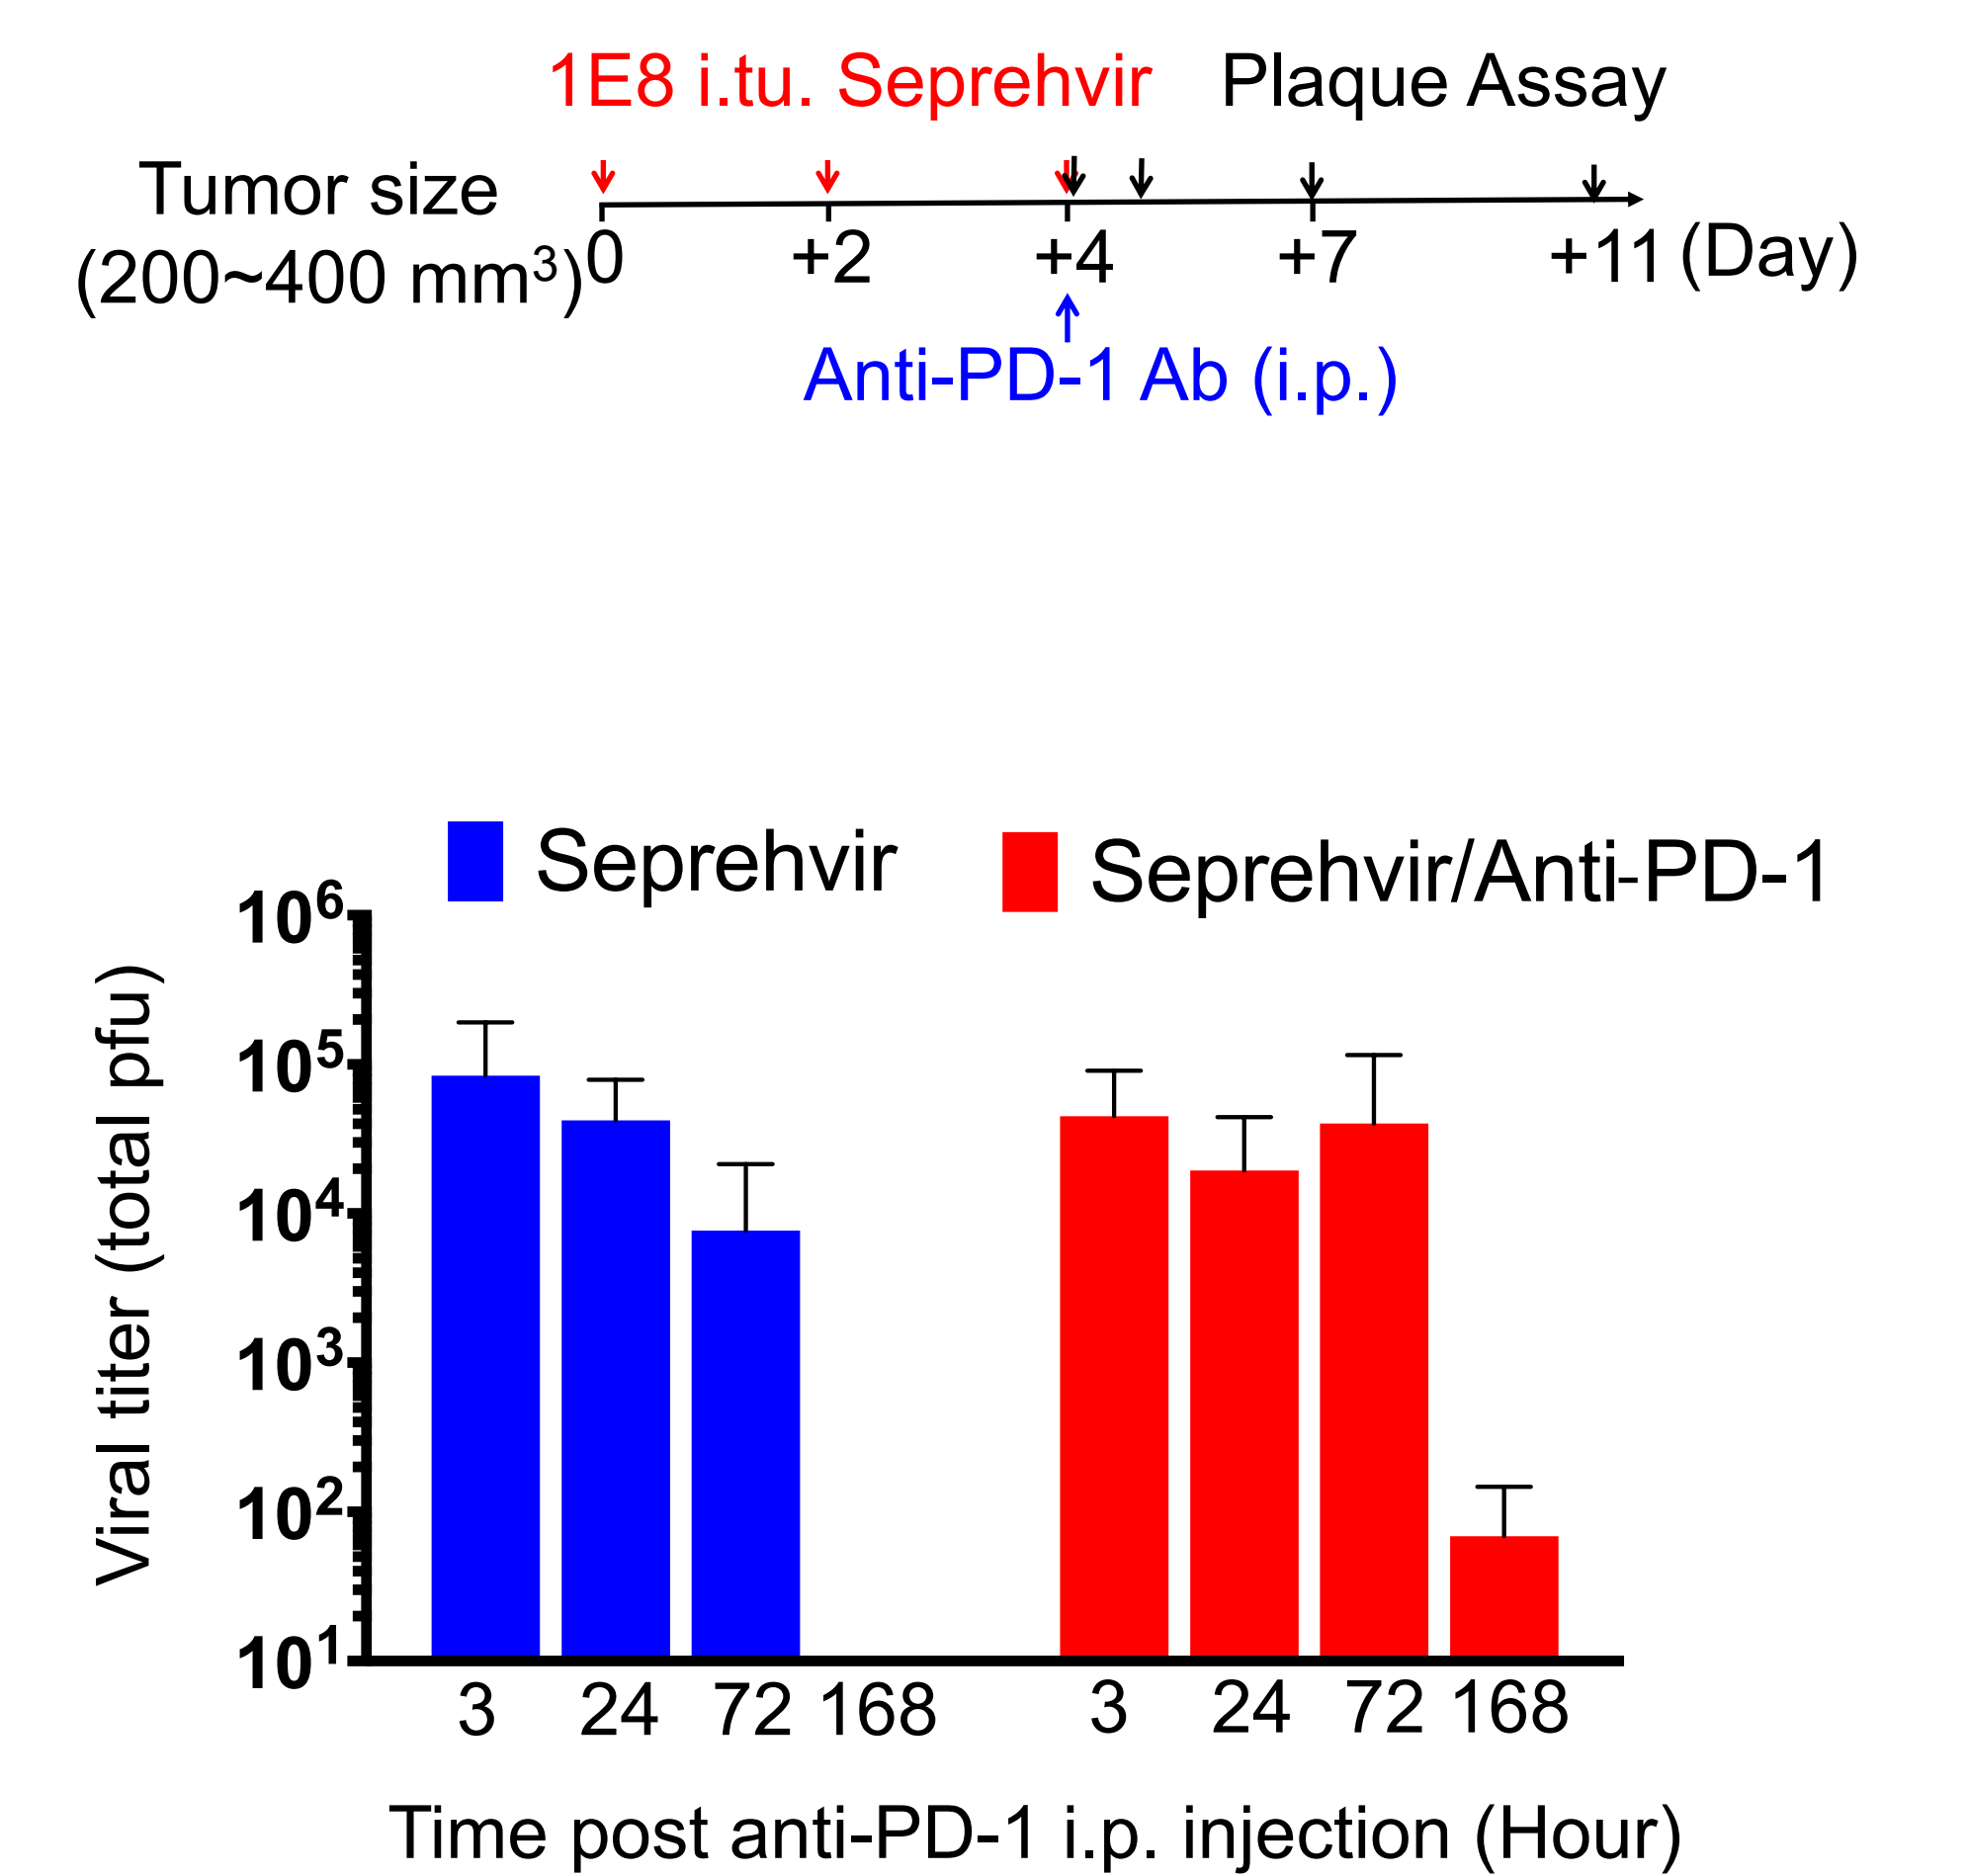 1E8 i.tu. Seprehvir Plaque Assay
Tumor size
(200~400 mm³) 0 +2 +4 +7 +11 (Day)
Anti-PD-1 Ab (i.p.)
Seprehvir Seprehvir/Anti-PD-1
Viral titer (total pfu)
10⁶
10⁵
10⁴
10³
10²
10¹
3 24 72 168 3 24 72 168
Time post anti-PD-1 i.p. injection (Hour)